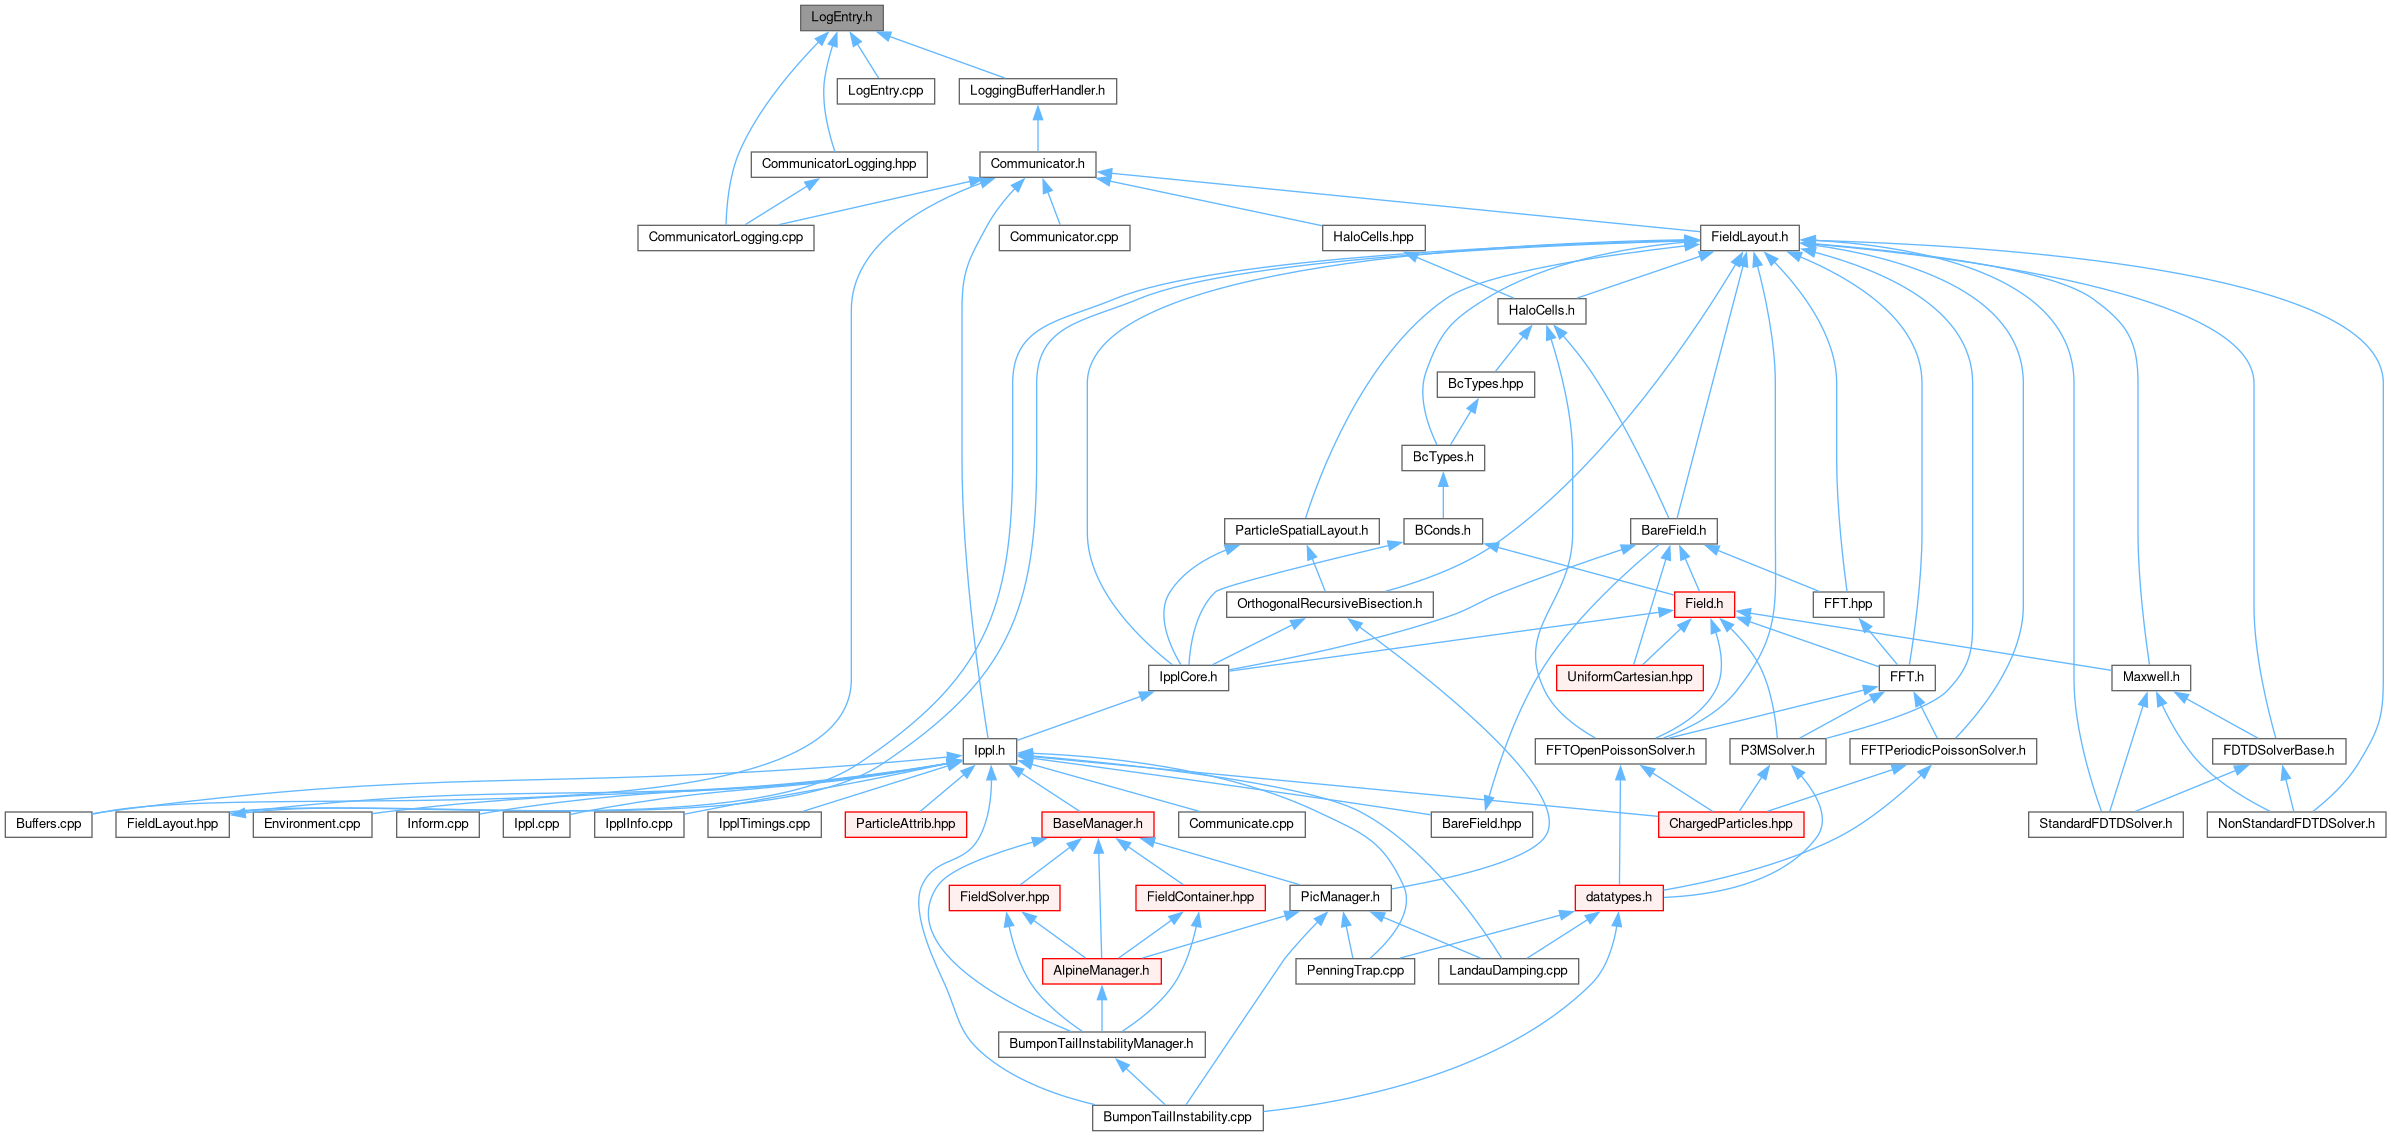 LogEntry.h
LogEntry.cpp
LoggingBufferHandler.h
CommunicatorLogging.hpp
Communicator.h
CommunicatorLogging.cpp
Communicator.cpp
HaloCells.hpp
FieldLayout.h
HaloCells.h
BcTypes.hpp
BcTypes.h
ParticleSpatialLayout.h
BConds.h
BareField.h
OrthogonalRecursiveBisection.h
Field.h
FFT.hpp
IpplCore.h
UniformCartesian.hpp
FFT.h
Maxwell.h
Ippl.h
FFTOpenPoissonSolver.h
P3MSolver.h
FFTPeriodicPoissonSolver.h
FDTDSolverBase.h
Buffers.cpp
FieldLayout.hpp
Environment.cpp
Inform.cpp
Ippl.cpp
IpplInfo.cpp
IpplTimings.cpp
ParticleAttrib.hpp
BaseManager.h
Communicate.cpp
BareField.hpp
ChargedParticles.hpp
StandardFDTDSolver.h
NonStandardFDTDSolver.h
FieldSolver.hpp
FieldContainer.hpp
PicManager.h
datatypes.h
AlpineManager.h
PenningTrap.cpp
LandauDamping.cpp
BumponTailInstabilityManager.h
BumponTailInstability.cpp